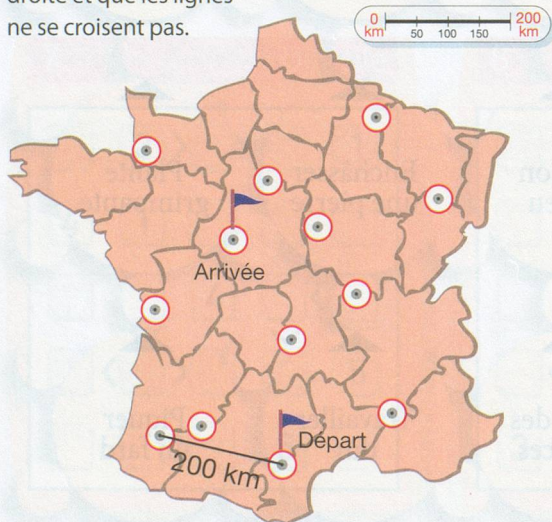 droite et que les lignes
ne se croisent pas.
0 200
km 50 100 150 km
Arrivée
Départ
200 km